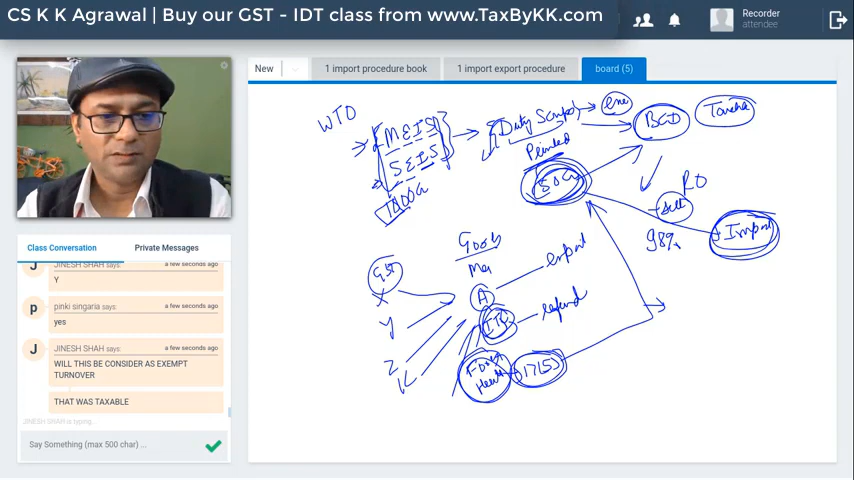 CS K K Agrawal | Buy our GST - IDT class from www.TaxByKK.com
Recorder
attendee
New
1 import procedure book
1 import export procedure
board (5)
Class Conversation
Private Messages
J
JINESH SHAH says:
a few seconds ago
Y
p
pinki singaria says:
a few seconds ago
yes
J
JINESH SHAH says:
a few seconds ago
WILL THIS BE CONSIDER AS EXEMPT
TURNOVER
THAT WAS TAXABLE
JINESH SHAH is typing...
Say Something (max 500 char) ...
WTO
MEIS
SEIS
Duty Scrip
Printed
BCD
GST
Goods
X
Y
Z
A
export
ITC
refund
17(5)
98%
Import